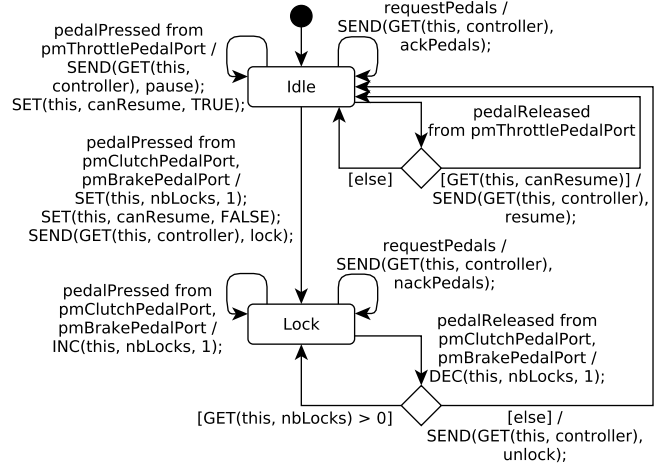 requestPedals /
SEND(GET(this, controller),
ackPedals);
pedalPressed from
pmThrottlePedalPort /
SEND(GET(this,
controller), pause);
SET(this, canResume, TRUE);
Idle
pedalReleased
from pmThrottlePedalPort
[else]
[GET(this, canResume)] /
SEND(GET(this, controller),
resume);
pedalPressed from
pmClutchPedalPort,
pmBrakePedalPort /
SET(this, nbLocks, 1);
SET(this, canResume, FALSE);
SEND(GET(this, controller), lock);
requestPedals /
SEND(GET(this, controller),
nackPedals);
pedalPressed from
pmClutchPedalPort,
pmBrakePedalPort /
INC(this, nbLocks, 1);
Lock
pedalReleased from
pmClutchPedalPort,
pmBrakePedalPort /
DEC(this, nbLocks, 1);
[GET(this, nbLocks) > 0]
[else] /
SEND(GET(this, controller),
unlock);